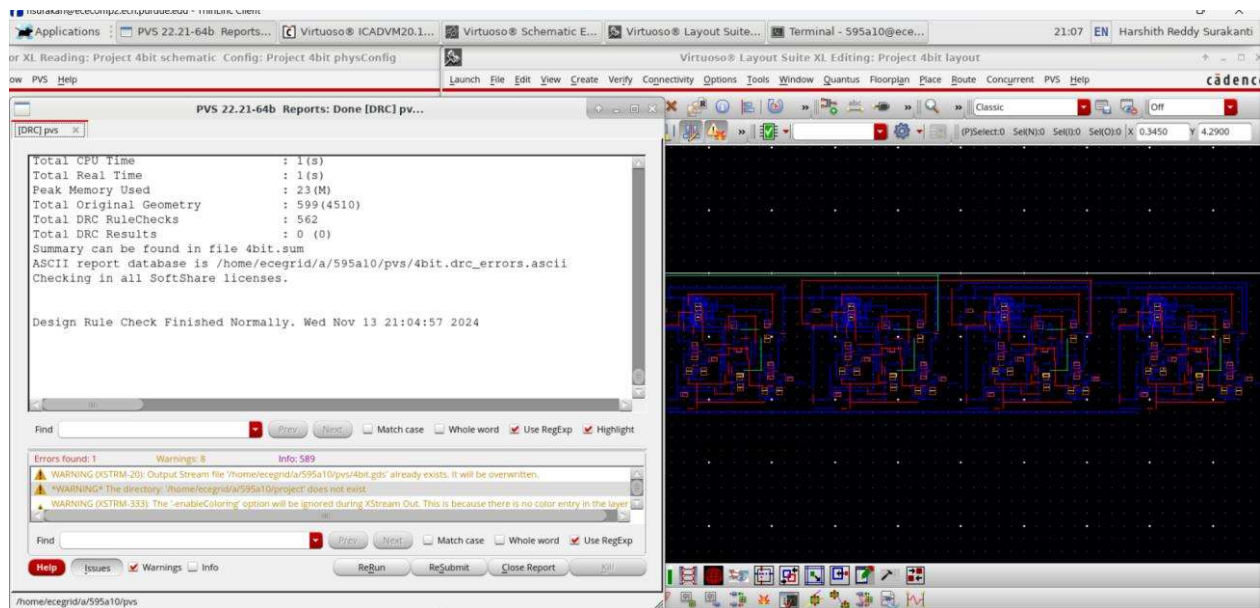 nsurakan@ececomp2.ecn.purdue.edu - ThinLinc Client
Applications PVS 22.21-64b Reports... Virtuoso® ICADVM20.1... Virtuoso® Schematic E... Virtuoso® Layout Suite... Terminal - 595a10@ece... 21:07 EN Harshith Reddy Surakanti
or XL Reading: Project 4bit schematic Config: Project 4bit physConfig
Virtuoso® Layout Suite XL Editing: Project 4bit layout
ow PVS Help
Launch File Edit View Create Verify Connectivity Options Tools Window Quantus Floorplan Place Route Concurrent PVS Help cādence
PVS 22.21-64b Reports: Done [DRC] pv...
Classic Off
[DRC] pvs
(P)Select:0 Sel(N):0 Sel(I):0 Sel(O):0 X 0.3450 Y 4.2900
Total CPU Time : 1(s)
Total Real Time : 1(s)
Peak Memory Used : 23(M)
Total Original Geometry : 599(4510)
Total DRC RuleChecks : 562
Total DRC Results : 0 (0)
Summary can be found in file 4bit.sum
ASCII report database is /home/ecegrid/a/595a10/pvs/4bit.drc_errors.ascii
Checking in all SoftShare licenses.
Design Rule Check Finished Normally. Wed Nov 13 21:04:57 2024
Find Prev Next Match case Whole word Use RegExp Highlight
Errors found: 1 Warnings: 8 Info: 589
WARNING (XSTRM-20): Output Stream file '/home/ecegrid/a/595a10/pvs/4bit.gds' already exists. It will be overwritten.
*WARNING* The directory: '/home/ecegrid/a/595a10/project' does not exist
WARNING (XSTRM-333): The '-enableColoring' option will be ignored during XStream Out. This is because there is no color entry in the layer
Find Prev Next Match case Whole word Use RegExp
Help Issues Warnings Info ReRun ReSubmit Close Report Kill
/home/ecegrid/a/595a10/pvs